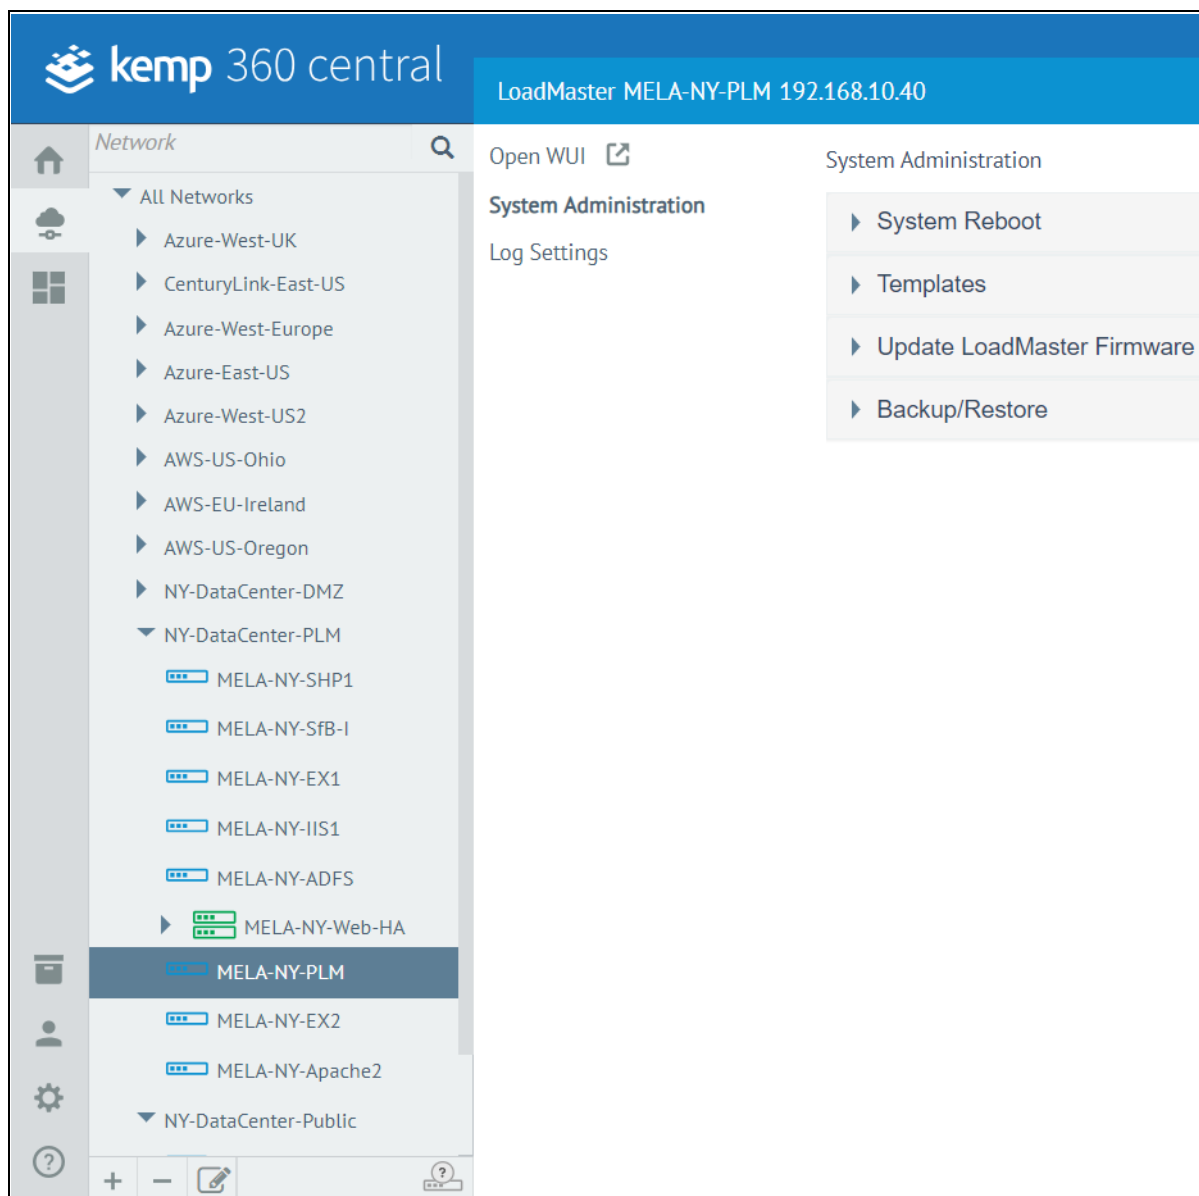 kemp 360 central
LoadMaster MELA-NY-PLM 192.168.10.40
Network
All Networks
Azure-West-UK
CenturyLink-East-US
Azure-West-Europe
Azure-East-US
Azure-West-US2
AWS-US-Ohio
AWS-EU-Ireland
AWS-US-Oregon
NY-DataCenter-DMZ
NY-DataCenter-PLM
MELA-NY-SHP1
MELA-NY-SfB-I
MELA-NY-EX1
MELA-NY-IIS1
MELA-NY-ADFS
MELA-NY-Web-HA
MELA-NY-PLM
MELA-NY-EX2
MELA-NY-Apache2
NY-DataCenter-Public
Open WUI
System Administration
Log Settings
System Administration
System Reboot
Templates
Update LoadMaster Firmware
Backup/Restore